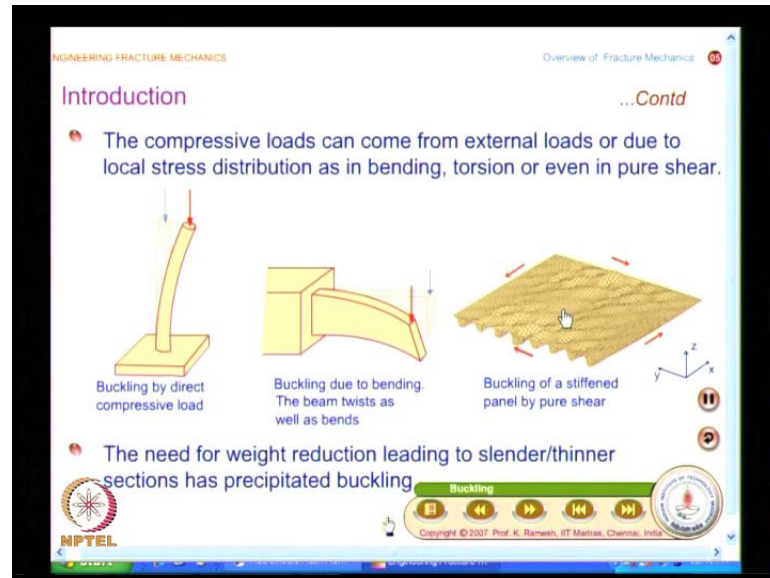 NGINEERING FRACTURE MECHANICS
Overview of Fracture Mechanics 05
Introduction
...Contd
The compressive loads can come from external loads or due to
local stress distribution as in bending, torsion or even in pure shear.
Buckling by direct
compressive load
Buckling due to bending.
The beam twists as
well as bends
Buckling of a stiffened
panel by pure shear
z
y
x
The need for weight reduction leading to slender/thinner
sections has precipitated buckling
Buckling
Copyright © 2007 Prof. K. Ramesh, IIT Madras, Chennai, India
NPTEL